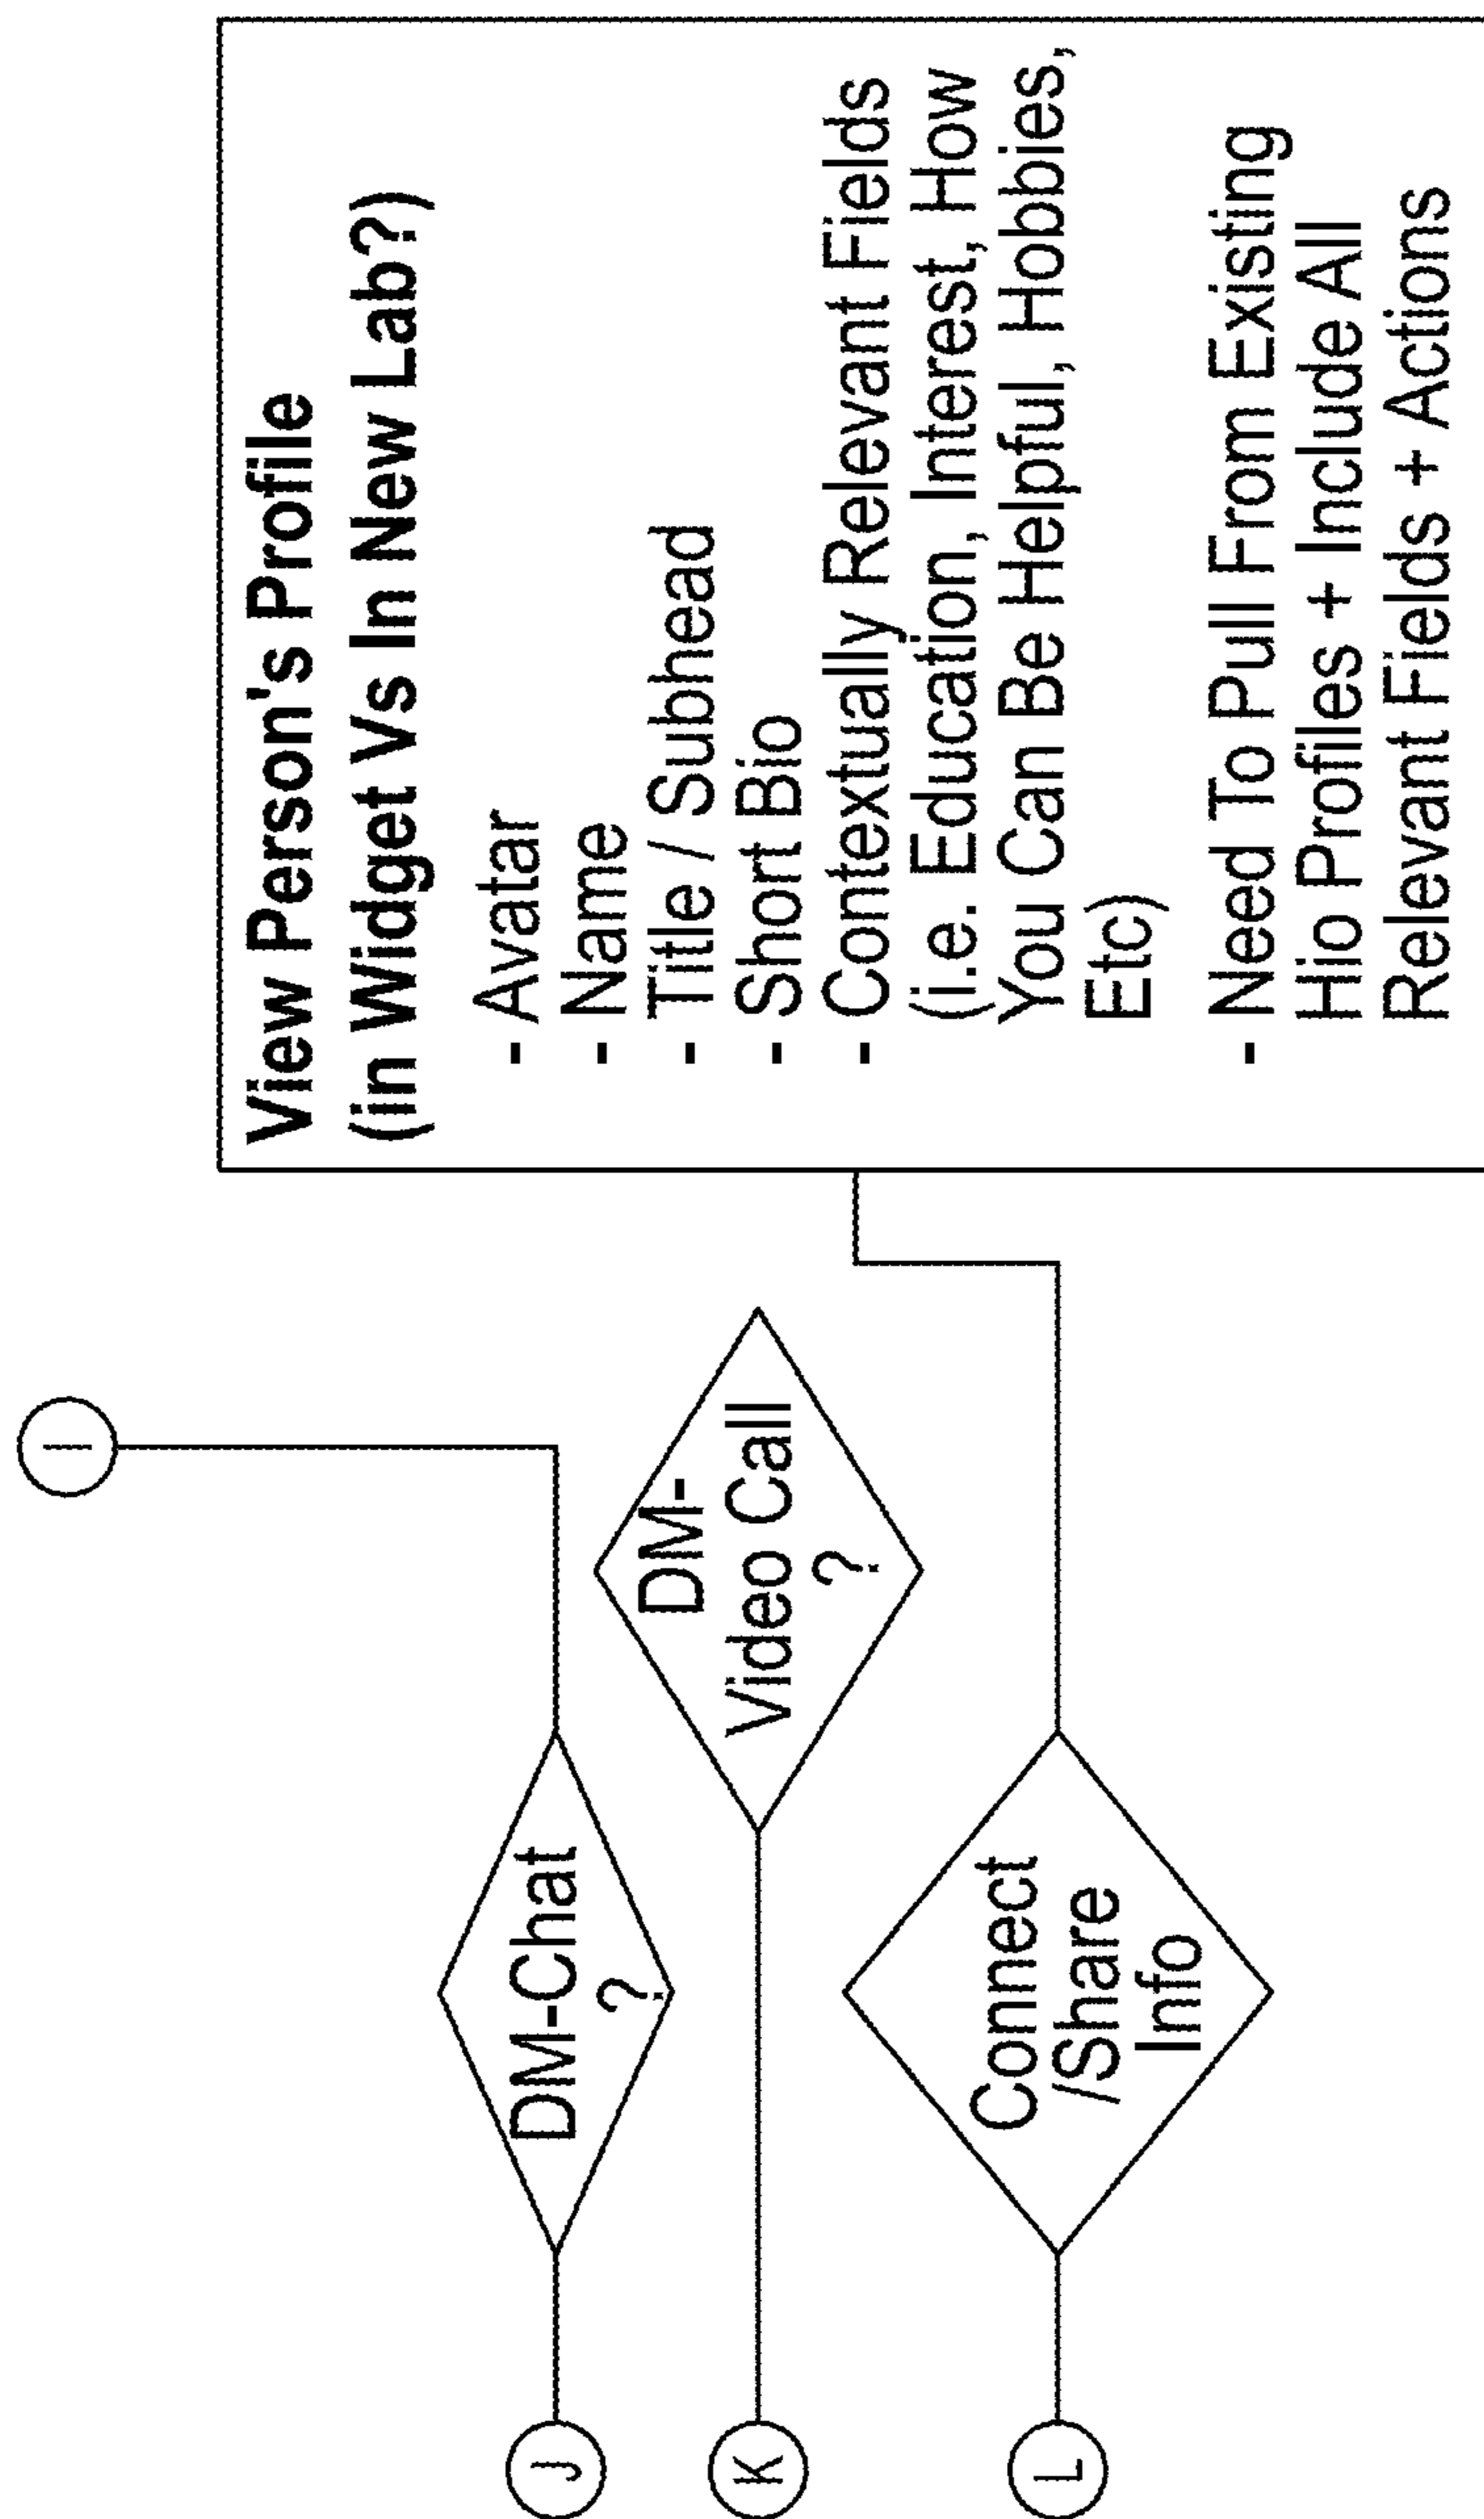 I
View Person's Profile
(in Widget Vs In New Lab?)
- Avatar
- Name
- Title / Subhead
- Short Bio
- Contextually Relevant Fields
(i.e. Education, Interest, How
You Can Be Helpful, Hobbies,
Etc)
- Need To Pull From Existing
Hio Profiles + Include All
Relevant Fields + Actions
J
DM-Chat
?
K
DM-
Video Call
?
L
Connect
/Share
Info